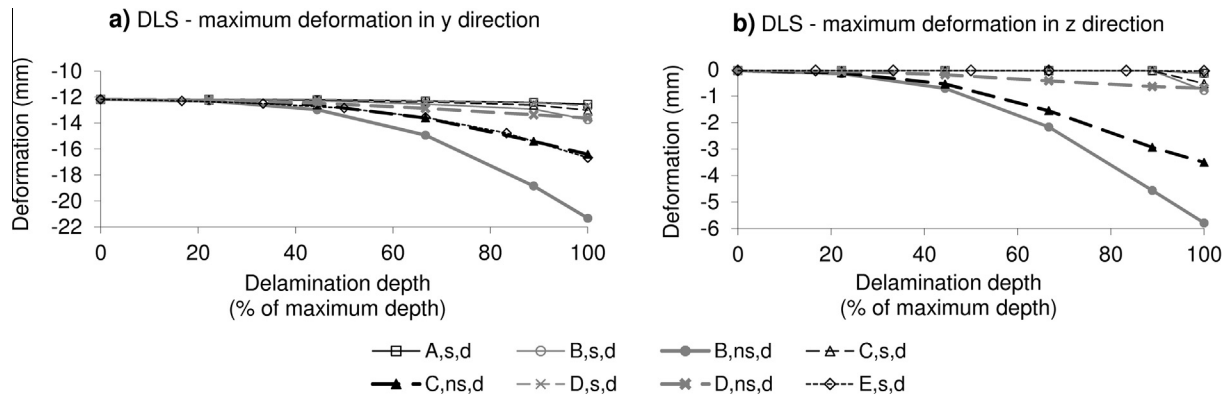 a) DLS - maximum deformation in y direction
Deformation (mm)
-10
-12
-14
-16
-18
-20
-22
0 20 40 60 80 100
Delamination depth
(% of maximum depth)
b) DLS - maximum deformation in z direction
Deformation (mm)
0
-1
-2
-3
-4
-5
-6
0 20 40 60 80 100
Delamination depth
(% of maximum depth)
A,s,d B,s,d B,ns,d C,s,d
C,ns,d D,s,d D,ns,d E,s,d